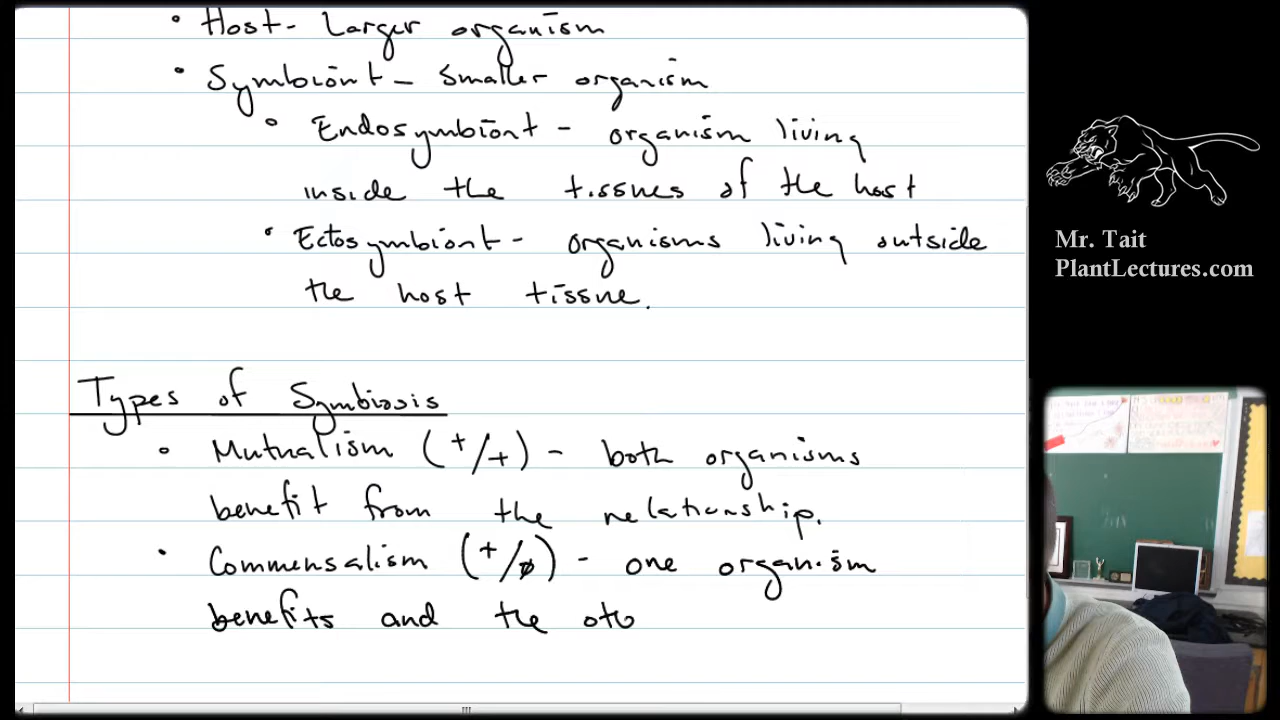 • Host - Larger organism
• Symbiont - smaller organism
• Endosymbiont - organism living
inside the tissues of the host
• Ectosymbiont - organisms living outside
the host tissue.
Types of Symbiosis
• Mutualism (+/+) - both organisms
benefit from the relationship.
• Commensalism (+/ø) - one organism
benefits and the oth
Mr. Tait
PlantLectures.com